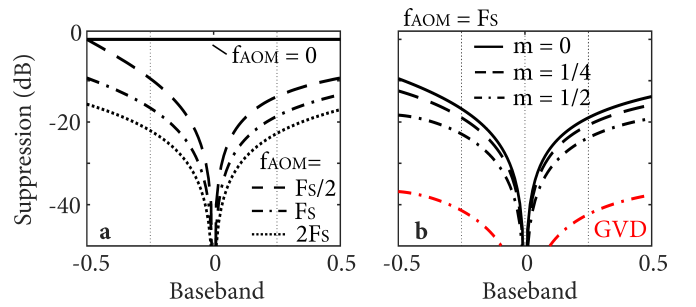 fAOM = Fs
fAOM = 0
m = 0
m = 1/4
m = 1/2
Suppression (dB)
0
-20
-40
fAOM=
Fs/2
Fs
2Fs
a
b
GVD
-0.5
0
0.5
-0.5
0
0.5
Baseband
Baseband